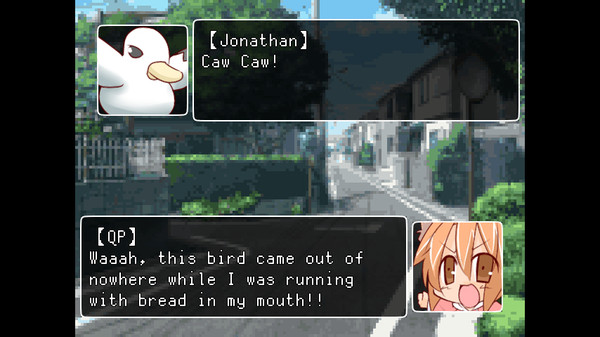 【Jonathan】
Caw Caw!
【QP】
Waaah, this bird came out of
nowhere while I was running
with bread in my mouth!!